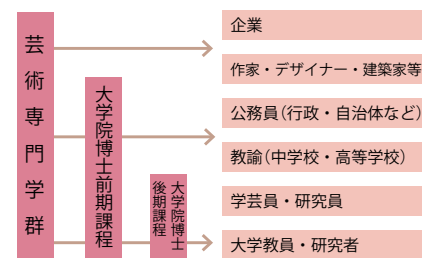 芸術専門学群
大学院博士前期課程
大学院博士
後期課程
企業
作家・デザイナー・建築家等
公務員(行政・自治体など)
教諭(中学校・高等学校)
学芸員・研究員
大学教員・研究者